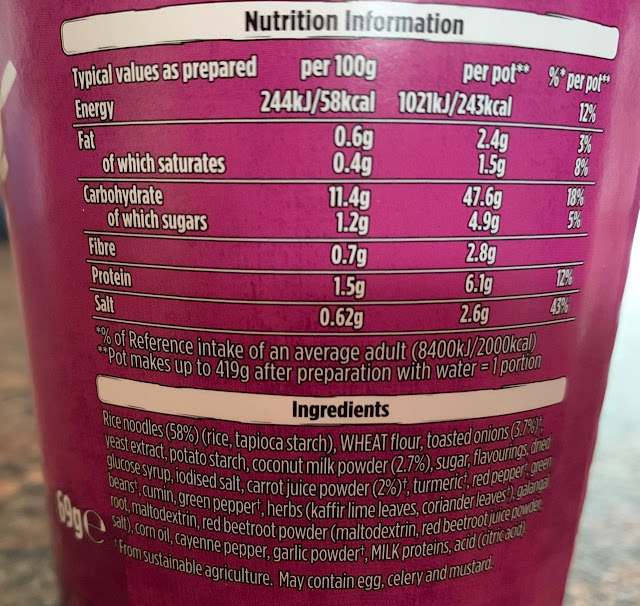 Nutrition Information
Typical values as prepared per 100g per pot** %* per pot**
Energy 244kJ/58kcal 1021kJ/243kcal 12%
Fat 0.6g 2.4g 3%
of which saturates 0.4g 1.5g 8%
Carbohydrate 11.4g 47.6g 18%
of which sugars 1.2g 4.9g 5%
Fibre 0.7g 2.8g
Protein 1.5g 6.1g 12%
Salt 0.62g 2.6g 43%
*% of Reference intake of an average adult (8400kJ/2000kcal)
**Pot makes up to 419g after preparation with water = 1 portion
Ingredients
Rice noodles (58%) (rice, tapioca starch), WHEAT flour, toasted onions (3.7%)†,
yeast extract, potato starch, coconut milk powder (2.7%), sugar, flavourings, dried
glucose syrup, iodised salt, carrot juice powder (2%)†, turmeric†, red pepper†, green
beans†, cumin, green pepper†, herbs (kaffir lime leaves, coriander leaves†), galangal
root, maltodextrin, red beetroot powder (maltodextrin, red beetroot juice powder,
salt), corn oil, cayenne pepper, garlic powder†, MILK proteins, acid (citric acid).
†From sustainable agriculture. May contain egg, celery and mustard.
69g e